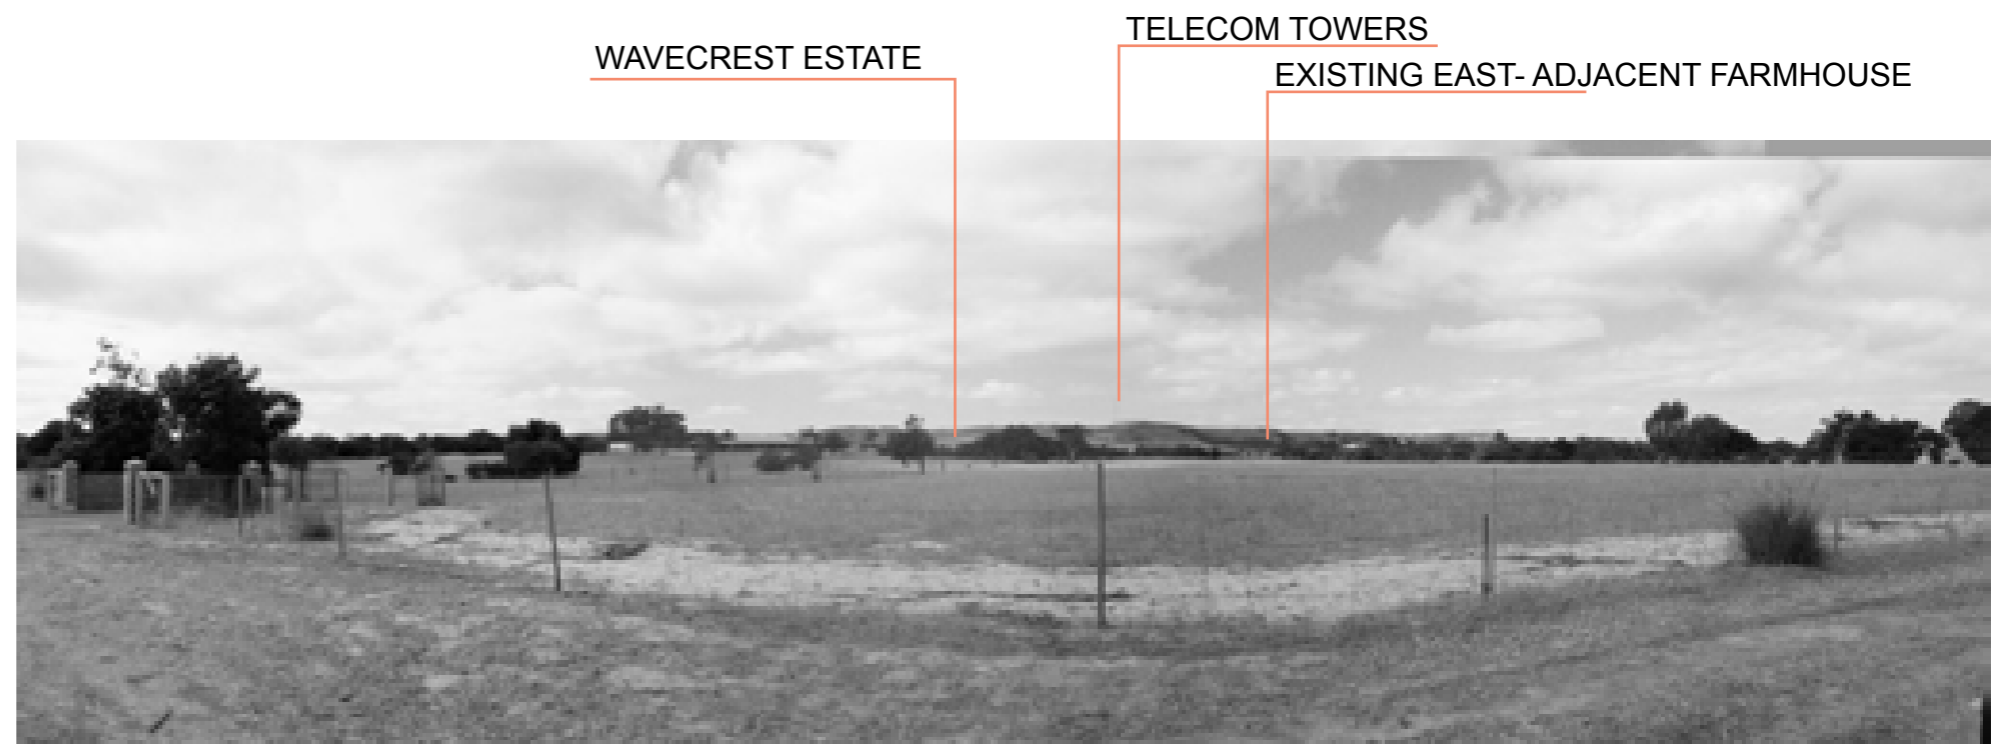 TELECOM TOWERS
WAVECREST ESTATE
EXISTING EAST- ADJACENT FARMHOUSE